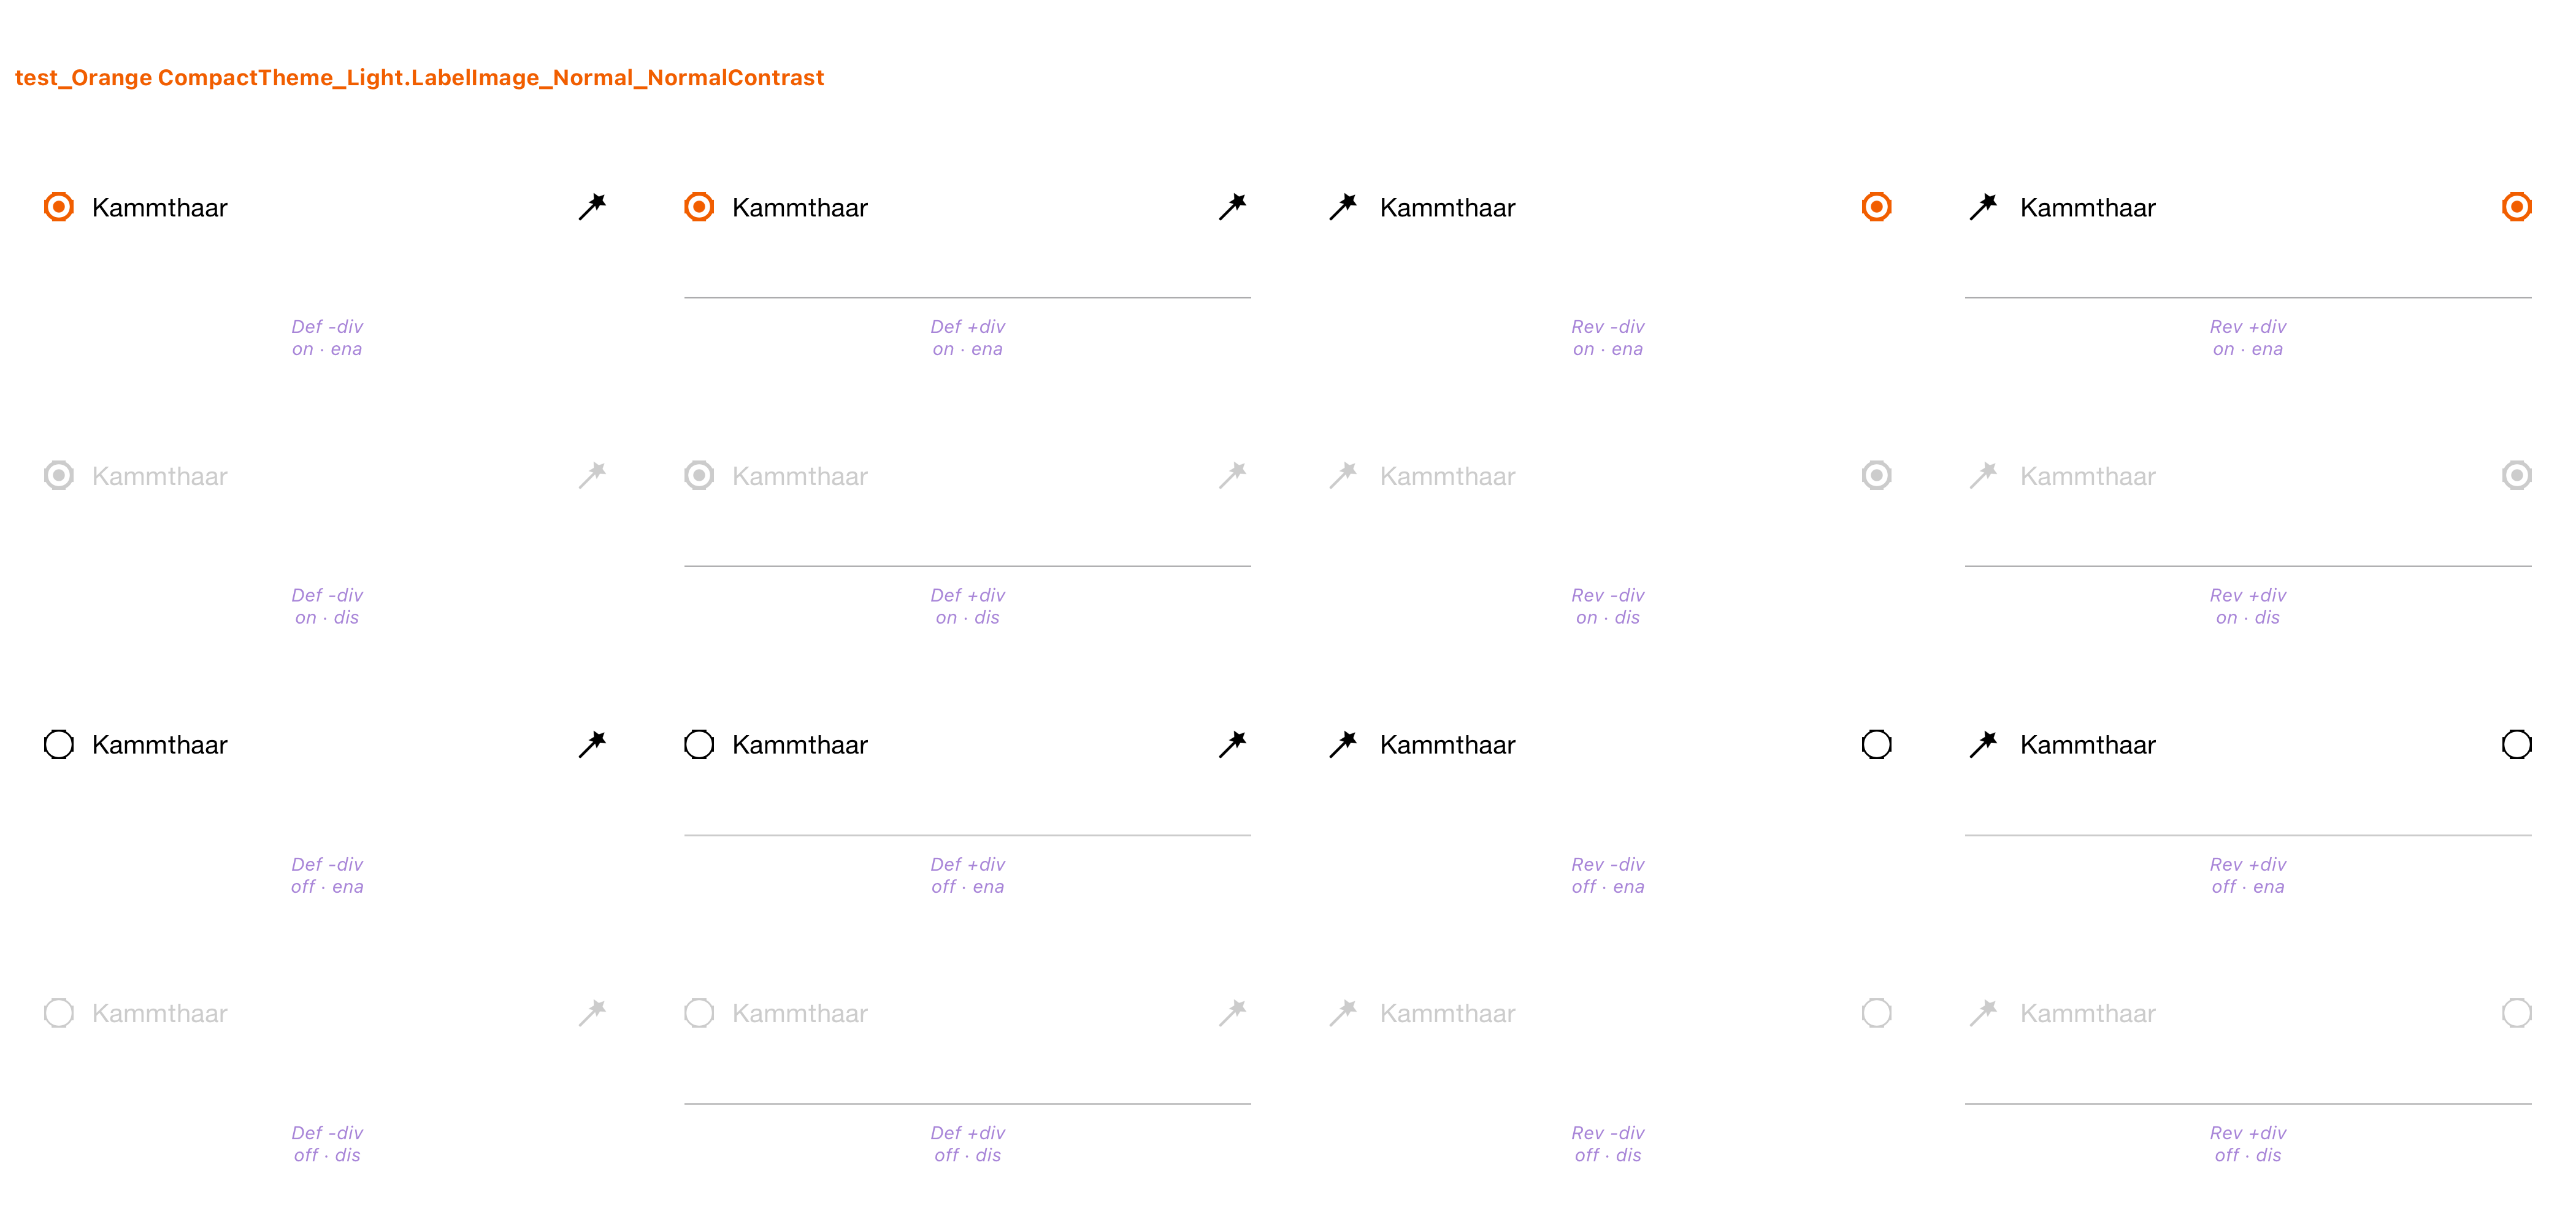 test_Orange CompactTheme_Light.LabelImage_Normal_NormalContrast
Kammthaar
Kammthaar
Kammthaar
Kammthaar
Def -div
on · ena
Def +div
on · ena
Rev -div
on · ena
Rev +div
on · ena
Kammthaar
Kammthaar
Kammthaar
Kammthaar
Def -div
on · dis
Def +div
on · dis
Rev -div
on · dis
Rev +div
on · dis
Kammthaar
Kammthaar
Kammthaar
Kammthaar
Def -div
off · ena
Def +div
off · ena
Rev -div
off · ena
Rev +div
off · ena
Kammthaar
Kammthaar
Kammthaar
Kammthaar
Def -div
off · dis
Def +div
off · dis
Rev -div
off · dis
Rev +div
off · dis